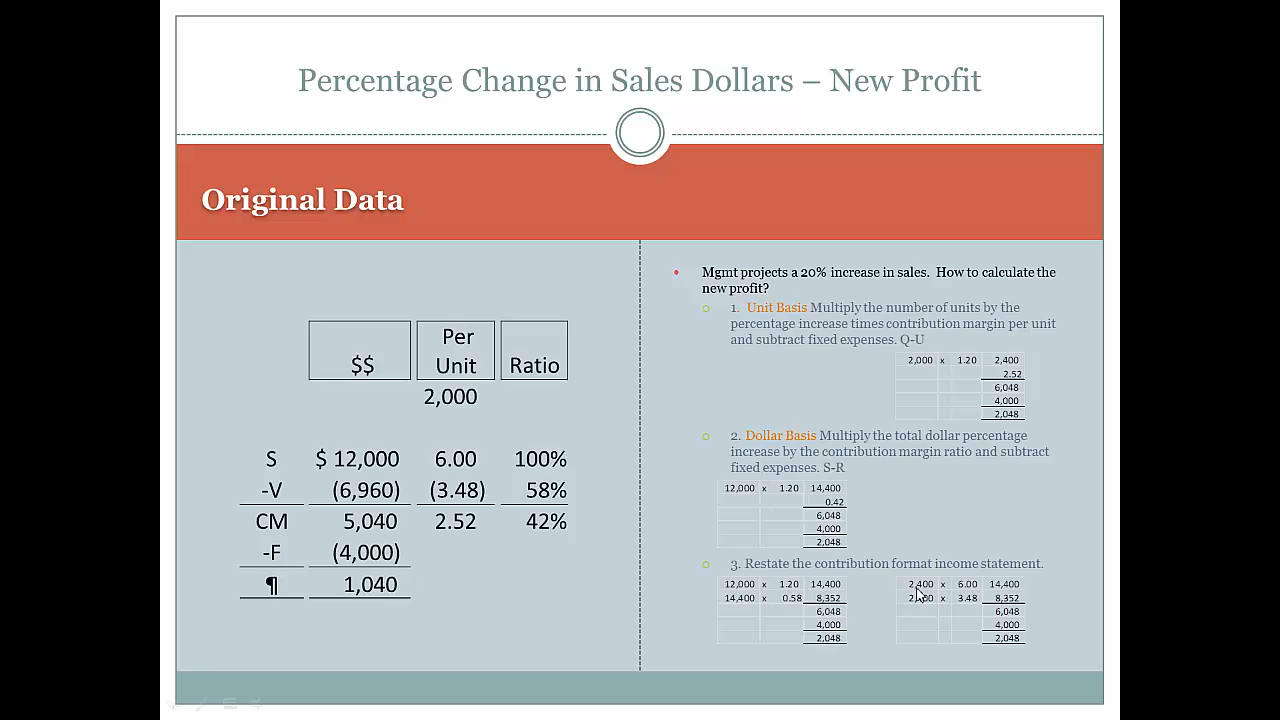 Percentage Change in Sales Dollars – New Profit
Original Data
$$ Per Unit Ratio
2,000
S $ 12,000 6.00 100%
-V (6,960) (3.48) 58%
CM 5,040 2.52 42%
-F (4,000)
¶ 1,040
• Mgmt projects a 20% increase in sales. How to calculate the
new profit?
1. Unit Basis Multiply the number of units by the
percentage increase times contribution margin per unit
and subtract fixed expenses. Q-U
2,000 x 1.20 2,400
2.52
6,048
4,000
2,048
2. Dollar Basis Multiply the total dollar percentage
increase by the contribution margin ratio and subtract
fixed expenses. S-R
12,000 x 1.20 14,400
0.42
6,048
4,000
2,048
3. Restate the contribution format income statement.
12,000 x 1.20 14,400
14,400 x 0.58 8,352
6,048
4,000
2,048
2,400 x 6.00 14,400
x 3.48 8,352
6,048
4,000
2,048